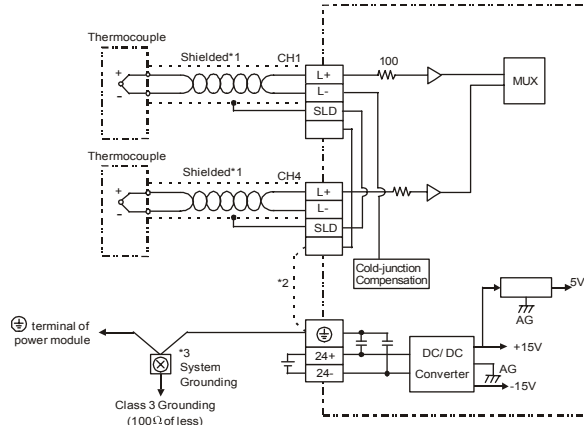 Thermocouple
Shielded*1
CH1
L+
L-
SLD
100
MUX
Thermocouple
Shielded*1
CH4
L+
L-
SLD
+
-
+
-
Cold-junction
Compensation
*2
5V
AG
terminal of
power module
*3
System
Grounding
24+
24-
DC/ DC
Converter
+15V
AG
-15V
Class 3 Grounding
(100Ω of less)